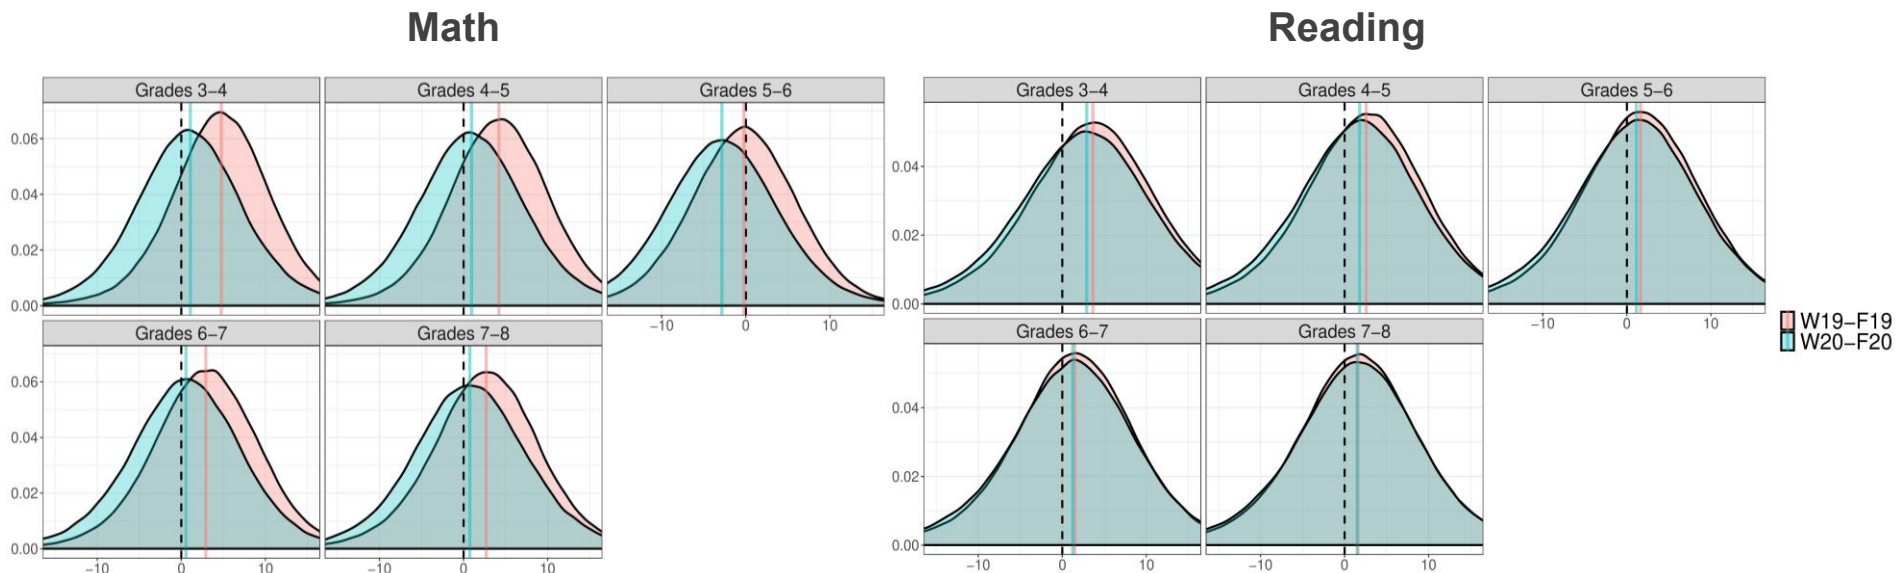 Math
Reading
Grades 3–4
Grades 4–5
Grades 5–6
Grades 3–4
Grades 4–5
Grades 5–6
0.06
0.04
0.02
0.00
0.04
0.02
0.00
−10 0 10
−10 0 10
Grades 6–7
Grades 7–8
Grades 6–7
Grades 7–8
W19−F19
W20−F20
0.06
0.04
0.02
0.00
0.04
0.02
0.00
−10 0 10
−10 0 10
−10 0 10
−10 0 10